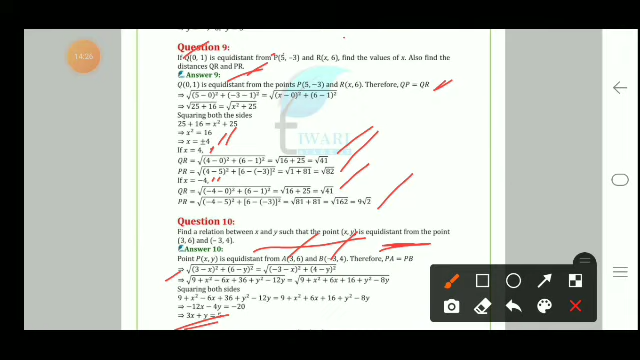 14:26
Question 9:
If Q(0, 1) is equidistant from P(5, −3) and R(x, 6), find the values of x. Also find the
distances QR and PR.
Answer 9:
Q(0, 1) is equidistant from the points P(5, −3) and R(x, 6). Therefore, QP = QR
⇒ √(5 − 0)² + (−3 − 1)² = √(x − 0)² + (6 − 1)²
⇒ √25 + 16 = √x² + 25
Squaring both the sides
25 + 16 = x² + 25
⇒ x² = 16
⇒ x = ±4
If x = 4,
QR = √(4 − 0)² + (6 − 1)² = √16 + 25 = √41
PR = √(4 − 5)² + [6 − (−3)]² = √1 + 81 = √82
If x = −4,
QR = √(−4 − 0)² + (6 − 1)² = √16 + 25 = √41
PR = √(−4 − 5)² + [6 − (−3)]² = √81 + 81 = √162 = 9√2
IWARI
Question 10:
Find a relation between x and y such that the point (x, y) is equidistant from the point
(3, 6) and (−3, 4).
Answer 10:
Point P(x, y) is equidistant from A(3, 6) and B(−3, 4). Therefore, PA = PB
⇒ √(3 − x)² + (6 − y)² = √(−3 − x)² + (4 − y)²
⇒ √9 + x² − 6x + 36 + y² − 12y = √9 + x² + 6x + 16 + y² − 8y
Squaring both sides
9 + x² − 6x + 36 + y² − 12y = 9 + x² + 6x + 16 + y² − 8y
⇒ −12x − 4y = −20
⇒ 3x + y = 5